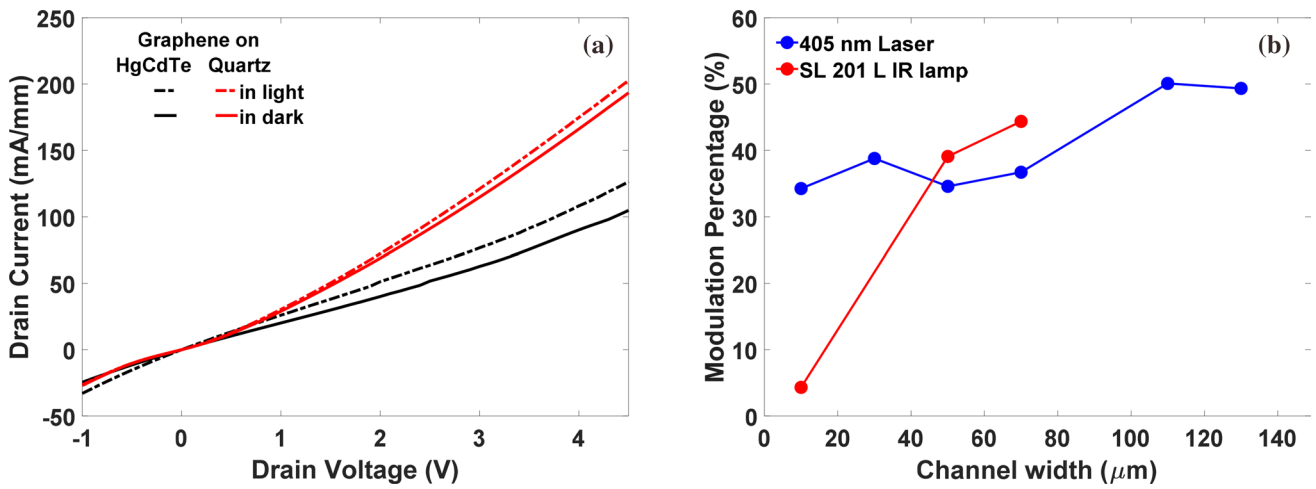 250
200
150
100
50
0
-50
-1
0
1
2
3
4
Drain Current (mA/mm)
Drain Voltage (V)
Graphene on
HgCdTe Quartz
in light
in dark
(a)
60
50
40
30
20
10
0
0
20
40
60
80
100
120
140
Modulation Percentage (%)
Channel width (μm)
405 nm Laser
SL 201 L IR lamp
(b)